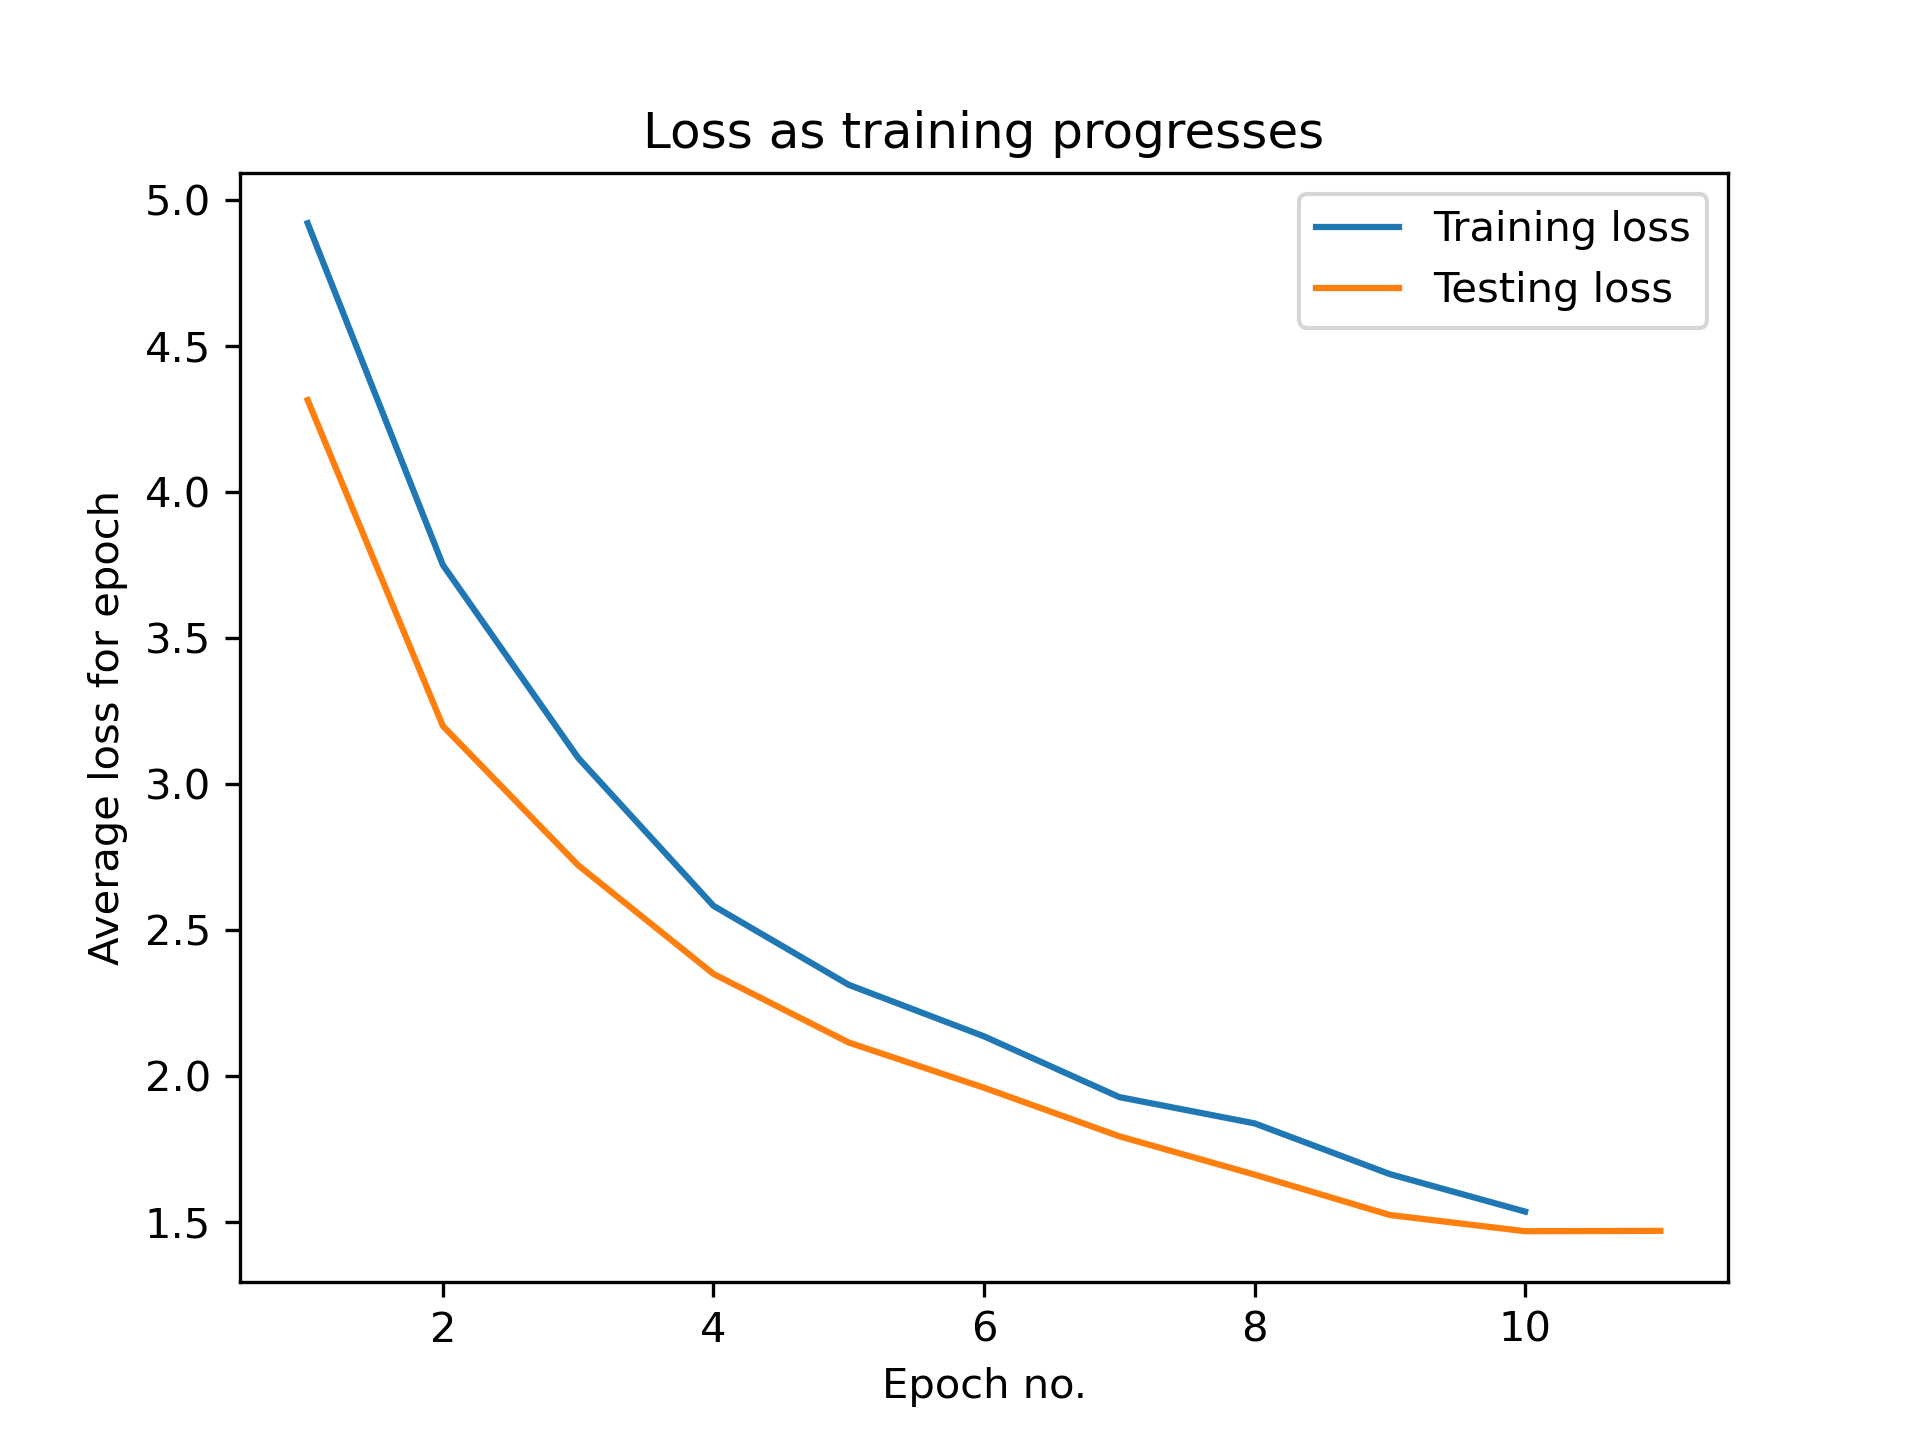 Loss as training progresses
Training loss
Testing loss
5.0
4.5
4.0
3.5
3.0
2.5
2.0
1.5
Average loss for epoch
2 4 6 8 10
Epoch no.